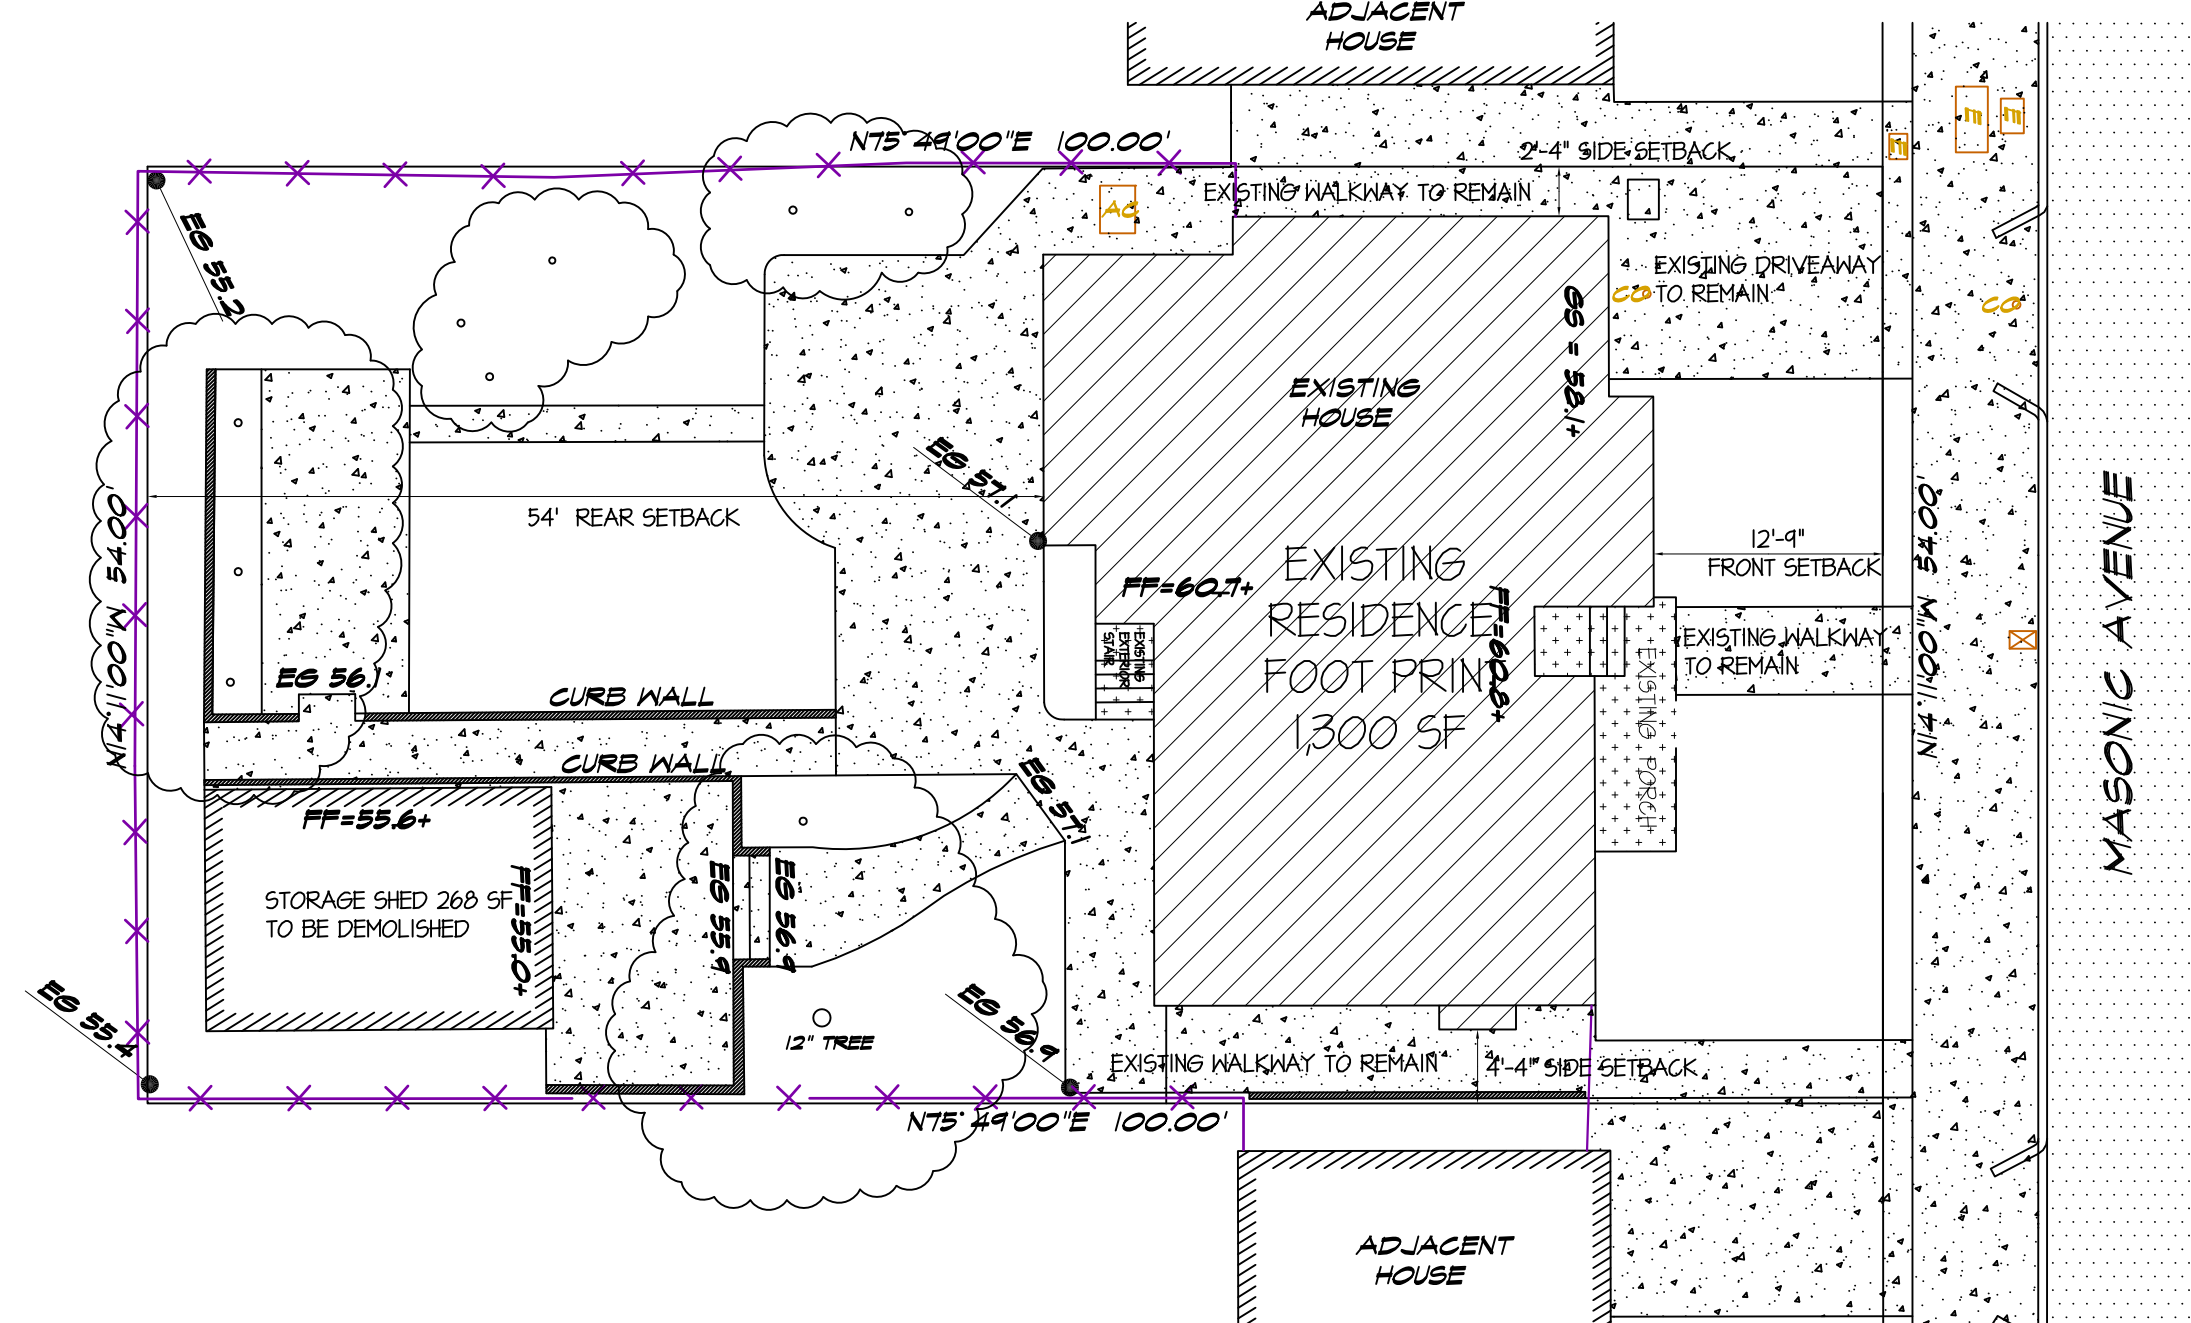 ADJACENT
HOUSE
N75°49'00"E 100.00'
2'-4" SIDE SETBACK
E
E
E
AC
EXISTING WALKWAY TO REMAIN
EG 55.2
EXISTING DRIVEAWAY
TO REMAIN
CO
CO
GS = 58.1+
EXISTING
HOUSE
EG 57.1
54' REAR SETBACK
N14°11'00"W 54.00'
12'-9"
FRONT SETBACK
N14°11'00"W 54.00'
MASONIC AVENUE
EXISTING
RESIDENCE
FOOT PRINT
1,300 SF
FF=60.7+
FF=60.8+
EXISTING
EXTERIOR
STAIR
EXISTING WALKWAY
TO REMAIN
EXISTING PORCH
EG 56.1
CURB WALL
CURB WALL
EG 57.1
FF=55.6+
STORAGE SHED 268 SF
TO BE DEMOLISHED
FF=55.0+
EG 55.9
EG 56.9
EG 55.4
12" TREE
EG 56.9
EXISTING WALKWAY TO REMAIN
4'-4" SIDE SETBACK
N75°49'00"E 100.00'
ADJACENT
HOUSE